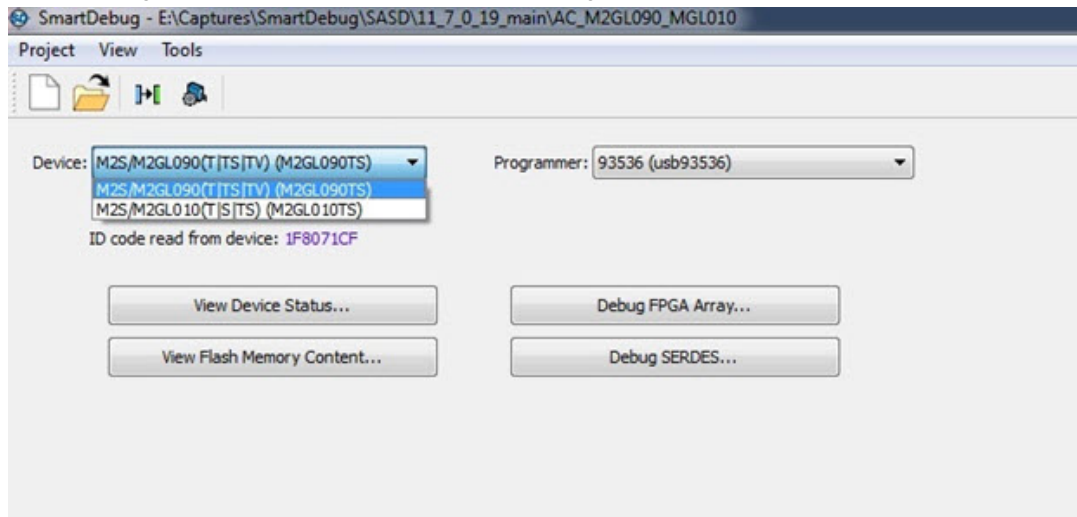 SmartDebug - E:\Captures\SmartDebug\SASD\11_7_0_19_main\AC_M2GL090_MGL010
Project View Tools
Device: M2S/M2GL090(T|TS|TV) (M2GL090TS) Programmer: 93536 (usb93536)
M2S/M2GL090(T|TS|TV) (M2GL090TS)
M2S/M2GL010(T|S|TS) (M2GL010TS)
ID code read from device: 1F8071CF
View Device Status... Debug FPGA Array...
View Flash Memory Content... Debug SERDES...